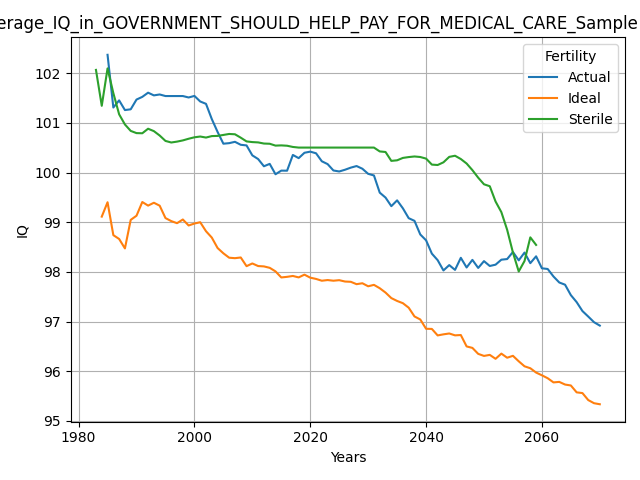 erage_IQ_in_GOVERNMENT_SHOULD_HELP_PAY_FOR_MEDICAL_CARE_Sample
Fertility
Actual
Ideal
Sterile
102
101
100
99
98
97
96
95
IQ
1980
2000
2020
2040
2060
Years